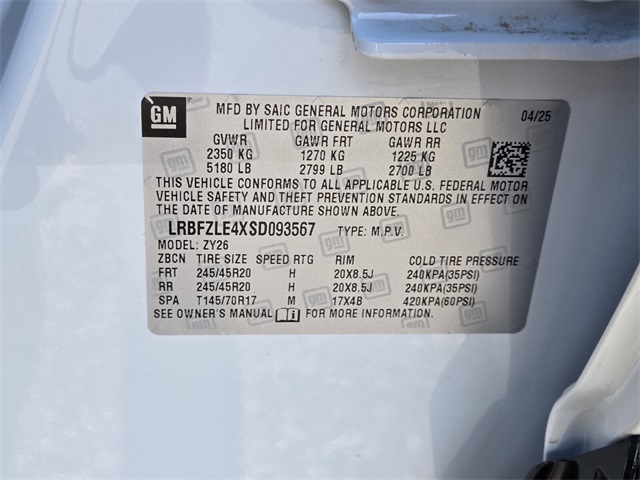 GM
MFD BY SAIC GENERAL MOTORS CORPORATION 04/25
LIMITED FOR GENERAL MOTORS LLC
GVWR GAWR FRT GAWR RR
2350 KG 1270 KG 1225 KG
5180 LB 2799 LB 2700 LB
THIS VEHICLE CONFORMS TO ALL APPLICABLE U.S. FEDERAL MOTOR
VEHICLE SAFETY AND THEFT PREVENTION STANDARDS IN EFFECT ON
THE DATE OF MANUFACTURE SHOWN ABOVE.
LRBFZLE4XSD093567 TYPE: M.P.V.
MODEL: ZY26
ZBCN TIRE SIZE SPEED RTG RIM COLD TIRE PRESSURE
FRT 245/45R20 H 20X8.5J 240KPA(35PSI)
RR 245/45R20 H 20X8.5J 240KPA(35PSI)
SPA T145/70R17 M 17X4B 420KPA(60PSI)
SEE OWNER'S MANUAL FOR MORE INFORMATION.